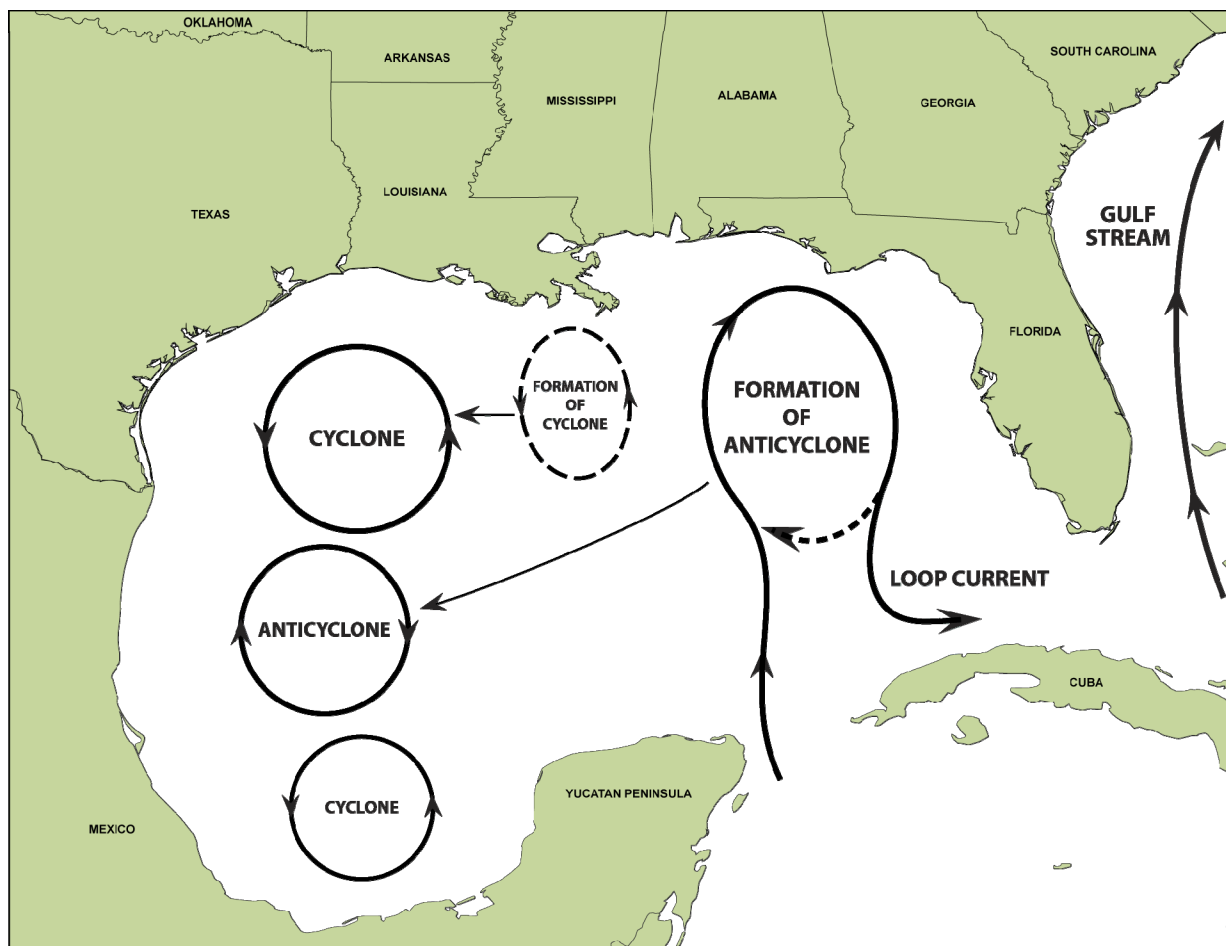 OKLAHOMA
ARKANSAS
SOUTH CAROLINA
MISSISSIPPI
ALABAMA
GEORGIA
LOUISIANA
TEXAS
GULF
STREAM
FLORIDA
FORMATION
OF
CYCLONE
FORMATION
OF
ANTICYCLONE
CYCLONE
LOOP CURRENT
ANTICYCLONE
CUBA
YUCATAN PENINSULA
CYCLONE
MEXICO